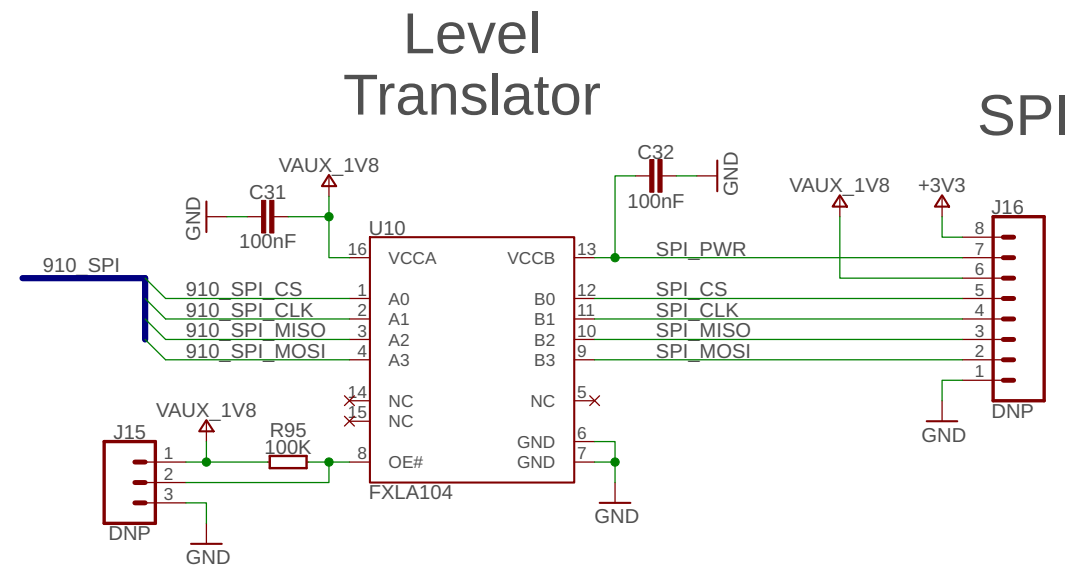 Level
Translator
SPI
VAUX_1V8
C31
100nF
GND
C32
100nF
GND
VAUX_1V8
+3V3
J16
U10
910_SPI
16 VCCA
VCCB 13
SPI_PWR
910_SPI_CS
1 A0
B0 12
SPI_CS
910_SPI_CLK
2 A1
B1 11
SPI_CLK
910_SPI_MISO
3 A2
B2 10
SPI_MISO
910_SPI_MOSI
4 A3
B3 9
SPI_MOSI
8
7
6
5
4
3
2
1
DNP
GND
14 NC
NC 5
15 NC
GND 6
GND 7
8 OE#
FXLA104
GND
VAUX_1V8
J15
R95
100K
1
2
3
DNP
GND